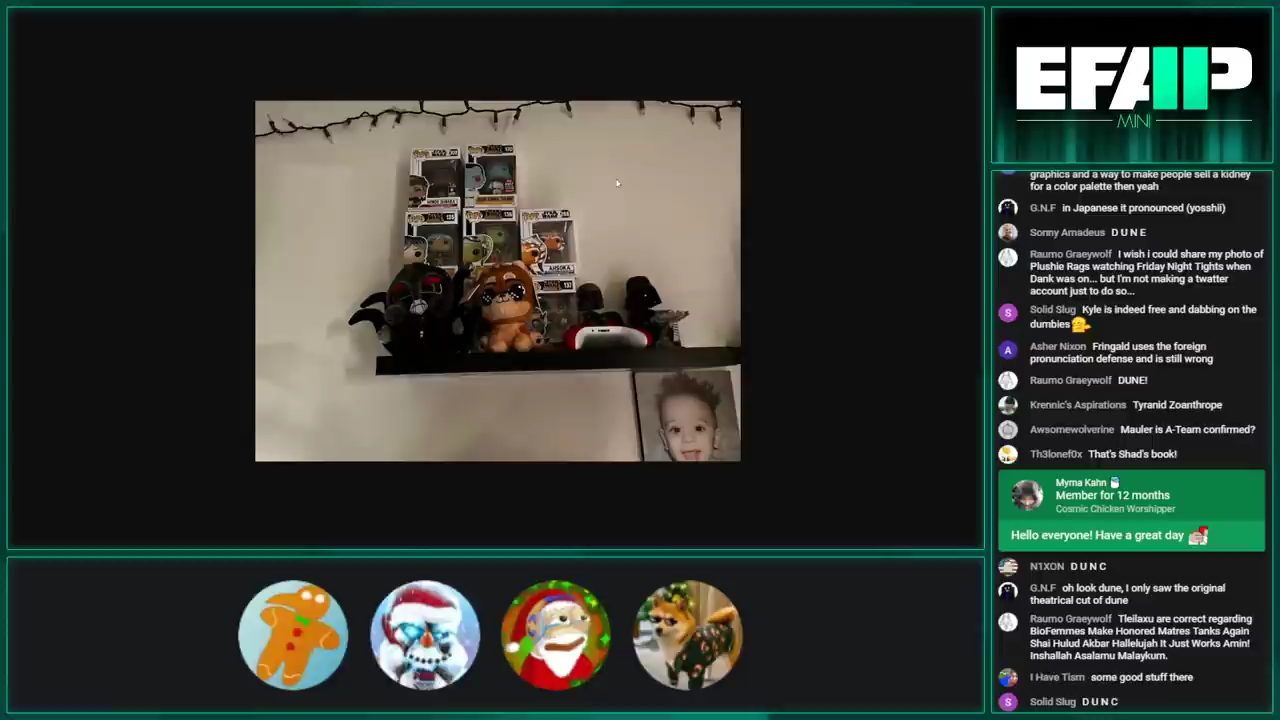 EFAP
MINI
graphics and a way to make people sell a kidney
for a color palette then yeah
G.N.F in Japanese it pronounced (yosshii)
Sonny Amadeus D U N E
Raumo Graeywolf I wish i could share my photo of
Plushie Rags watching Friday Night Tights when
Dank was on... but I'm not making a twatter
account just to do so...
S Solid Slug Kyle is indeed free and dabbing on the
dumbies
A Asher Nixon Fringald uses the foreign
pronunciation defense and is still wrong
Raumo Graeywolf DUNE!
Krennic's Aspirations Tyranid Zoanthrope
Awsomewolverine Mauler is A-Team confirmed?
Th3lonef0x That's Shad's book!
Myrna Kahn
Member for 12 months
Cosmic Chicken Worshipper
Hello everyone! Have a great day
N1XON D U N C
G.N.F oh look dune, I only saw the original
theatrical cut of dune
Raumo Graeywolf Tleilaxu are correct regarding
BioFemmes Make Honored Matres Tanks Again
Shai Hulud Akbar Hallelujah It Just Works Amin!
Inshallah Asalamu Malaykum.
I Have Tism some good stuff there
S Solid Slug D U N C
AHSOKA